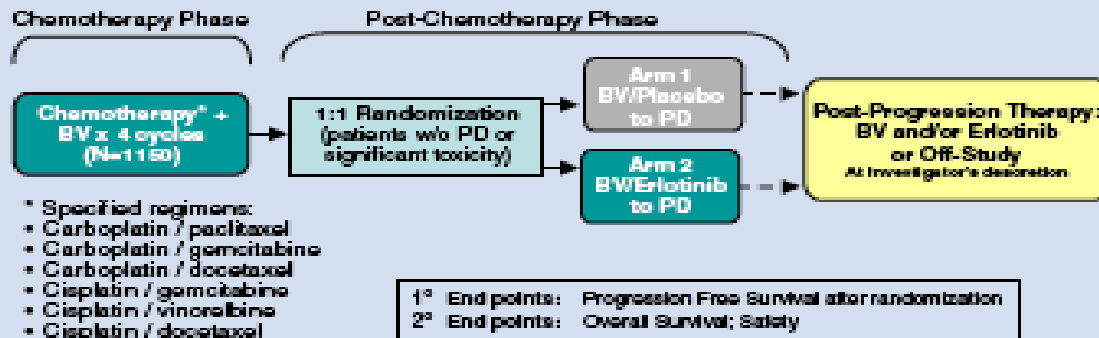 Chemotherapy Phase
Post-Chemotherapy Phase
Chemotherapy* +
BV x 4 cycles
(N=1150)
1:1 Randomization
(patients w/o PD or
significant toxicity)
Arm 1
BV/Placebo
to PD
Arm 2
BV/Erlotinib
to PD
Post-Progression Therapy:
BV and/or Erlotinib
or Off-Study
At Investigator's
* Specified regimens:
• Carboplatin / paclitaxel
• Carboplatin / gemcitabine
• Carboplatin / docetaxel
• Cisplatin / gemcitabine
• Cisplatin / vinorelbine
• Cisplatin / docetaxel
1° End points: Progression Free Survival after randomization
2° End points: Overall Survival; Safety